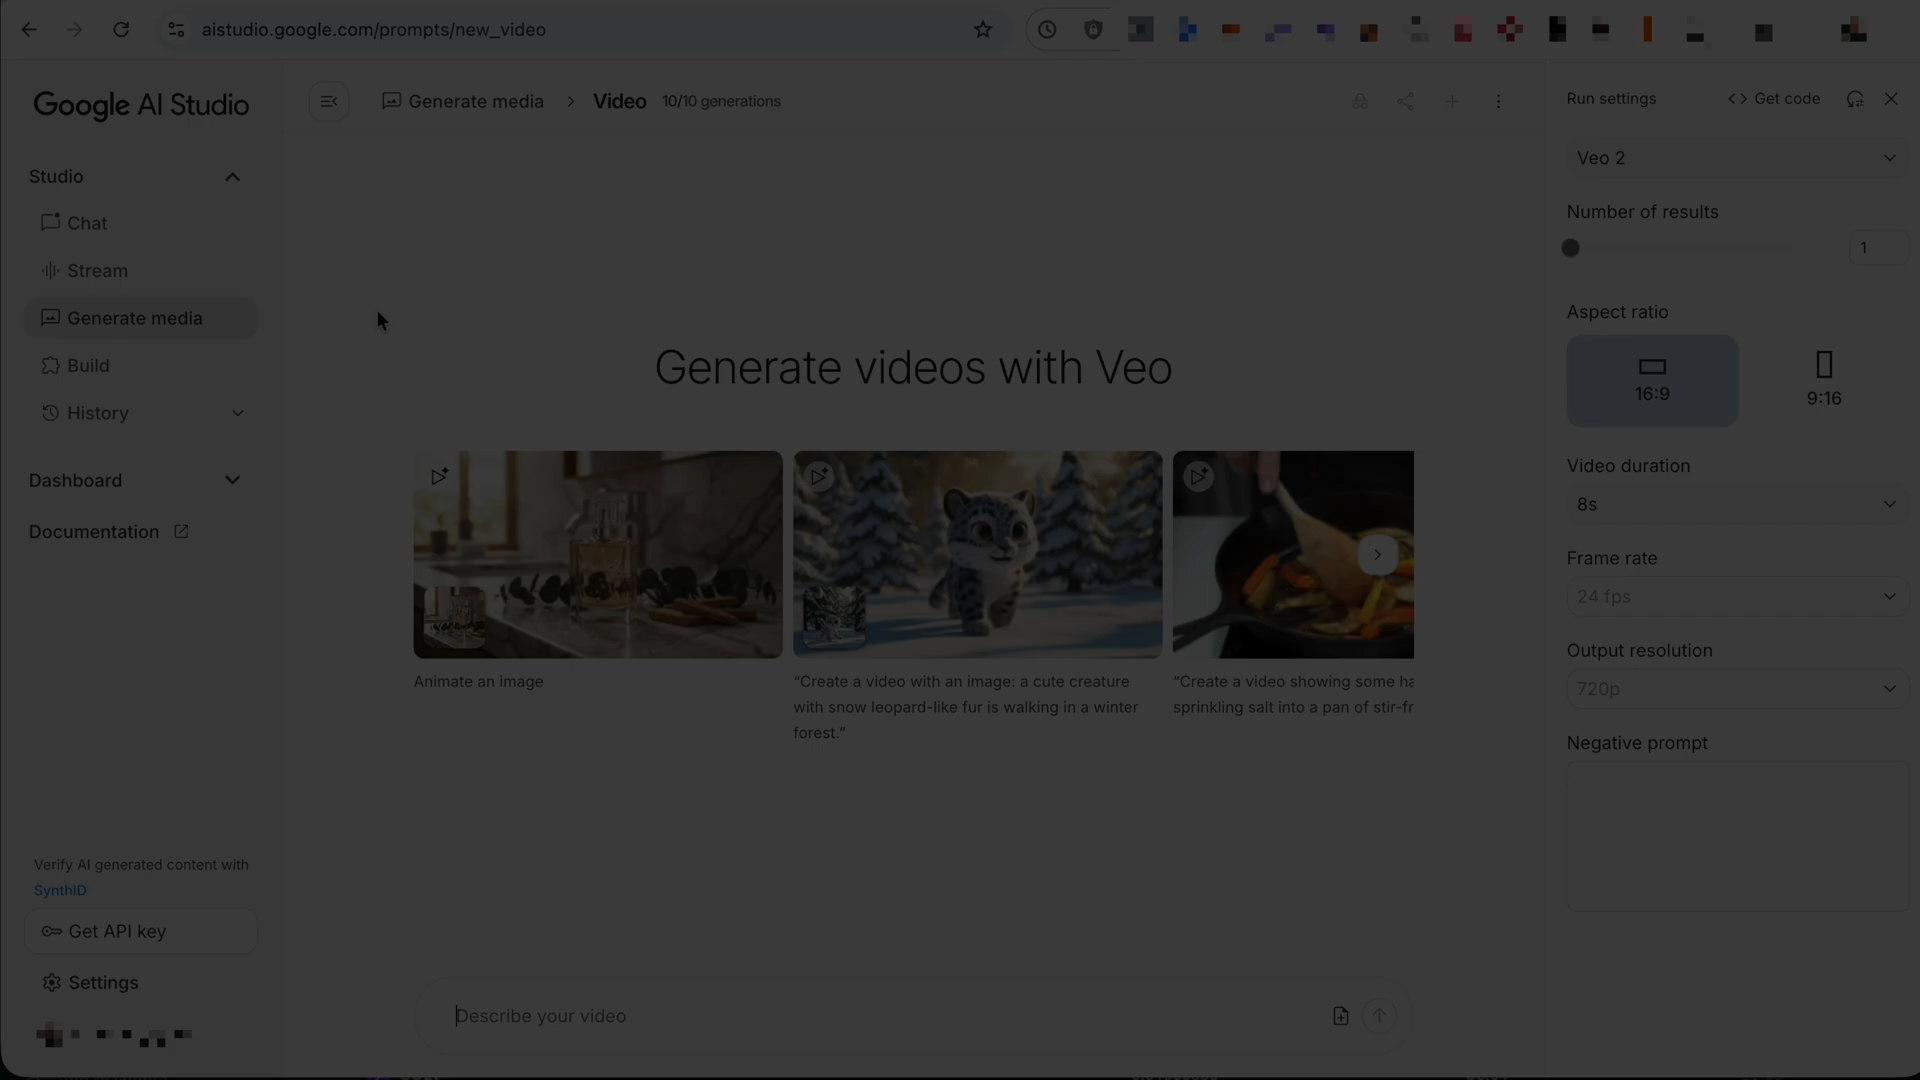 aistudio.google.com/prompts/new_video
Google AI Studio
Generate media > Video 10/10 generations
Run settings
<> Get code
Studio
Chat
Stream
Generate media
Build
History
Dashboard
Documentation
Generate videos with Veo
Animate an image
“Create a video with an image: a cute creature
with snow leopard-like fur is walking in a winter
forest.”
“Create a video showing some ha
sprinkling salt into a pan of stir-fr
Veo 2
Number of results
1
Aspect ratio
16:9
9:16
Video duration
8s
Frame rate
24 fps
Output resolution
720p
Negative prompt
Verify AI generated content with
SynthID
Get API key
Settings
Describe your video